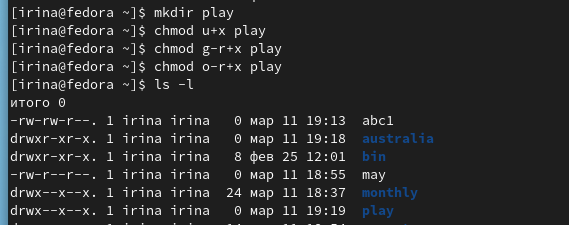 [irina@fedora ~]$ mkdir play
[irina@fedora ~]$ chmod u+x play
[irina@fedora ~]$ chmod g-r+x play
[irina@fedora ~]$ chmod o-r+x play
[irina@fedora ~]$ ls -l
итого 0
-rw-rw-r--. 1 irina irina  0 мар 11 19:13 abc1
drwxr-xr-x. 1 irina irina  0 мар 11 19:18 australia
drwxr-xr-x. 1 irina irina  8 фев 25 12:01 bin
-rw-r--r--. 1 irina irina  0 мар 11 18:55 may
drwx--x--x. 1 irina irina 24 мар 11 18:37 monthly
drwx--x--x. 1 irina irina  0 мар 11 19:19 play